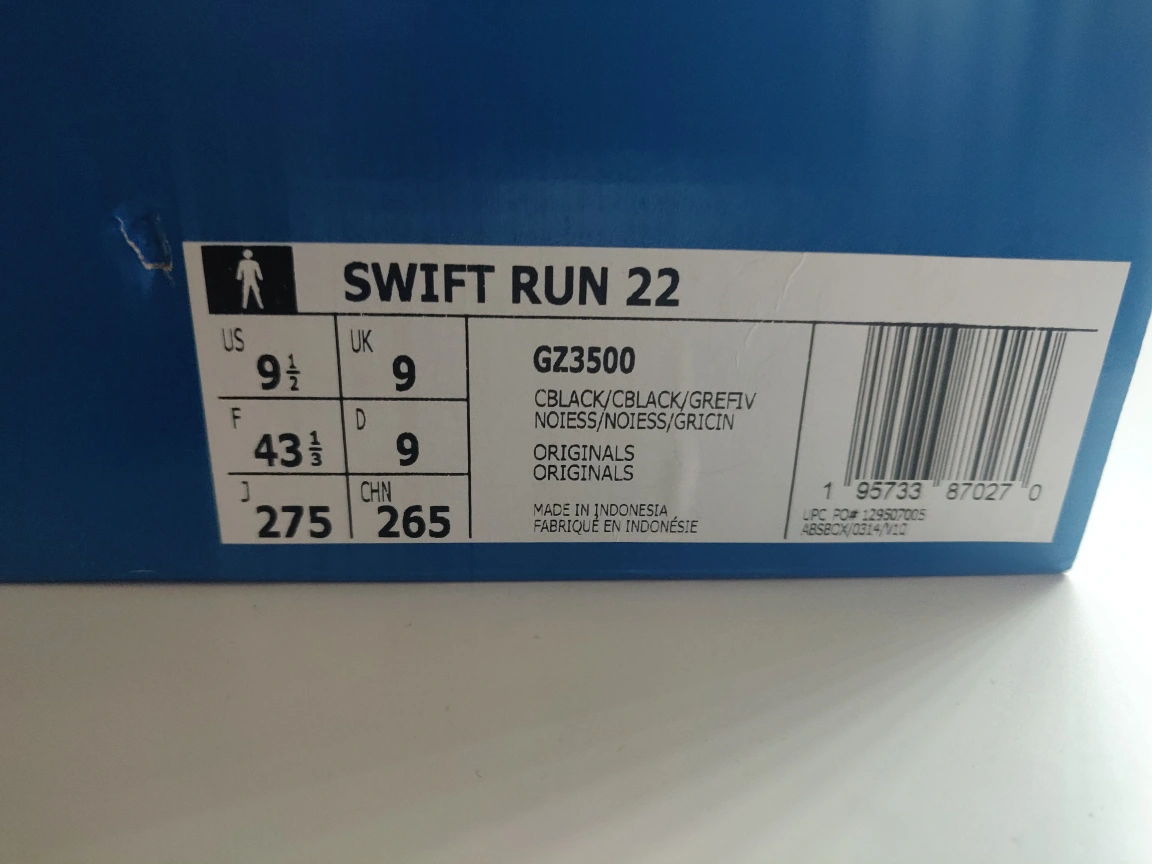 SWIFT RUN 22
US 9 1/2 UK 9
F 43 1/3 D 9
J 275 CHN 265
GZ3500
CBLACK/CBLACK/GREFIV
NOIESS/NOIESS/GRICIN
ORIGINALS
ORIGINALS
MADE IN INDONESIA
FABRIQUÉ EN INDONÉSIE
1 95733 87027 0
UPC PO# 129507005
ABSBOX/0314/V10